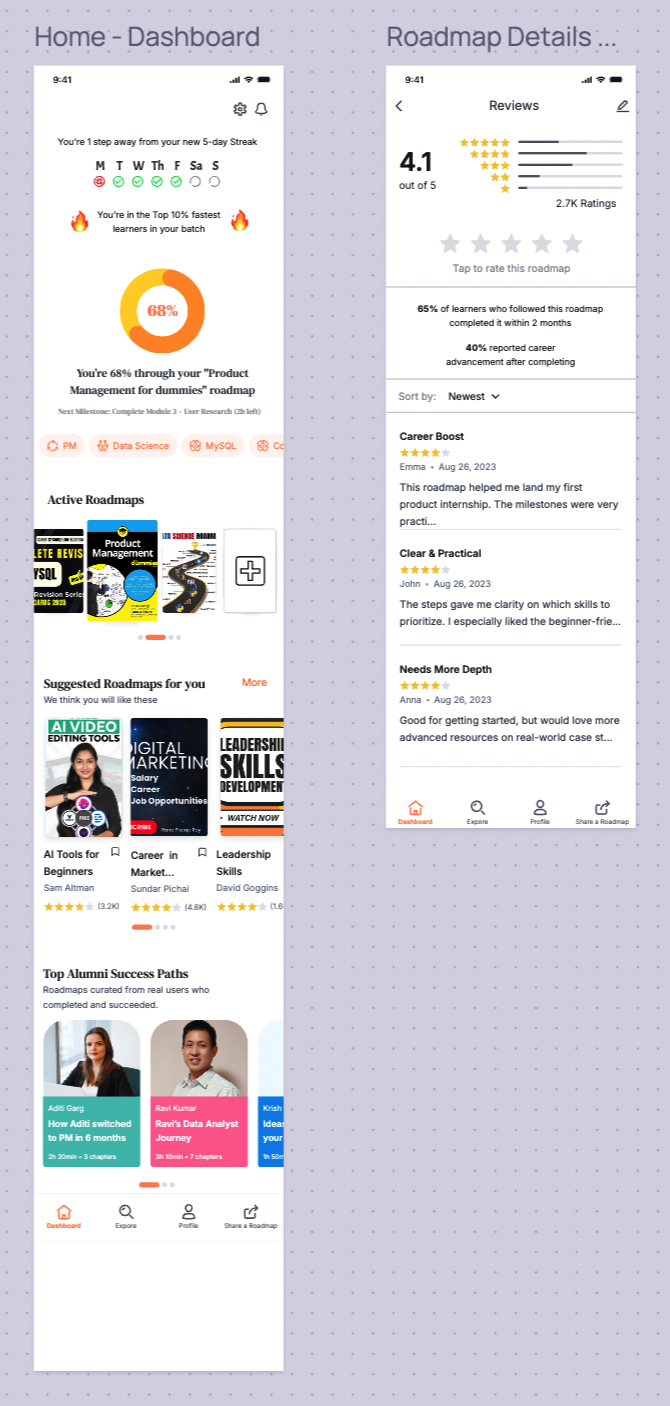 Home - Dashboard
9:41
You're 1 step away from your new 5-day Streak
M T W Th F Sa S
You're in the Top 10% fastest
learners in your batch
68%
You're 68% through your "Product
Management for dummies" roadmap
Next Milestone: Complete Module 3 – User Research (2h left)
PM
Data Science
MySQL
Co
Active Roadmaps
LETE REVIS
YSQL
Revision Series
CARDS 2025
Product
Management
dummies
TA SCIENCE ROADMA
Suggested Roadmaps for you
More
We think you will like these
AI VIDEO
EDITING TOOLS
FREE
DIGITAL
MARKETING
Salary
Career
Job Opportunities
CRIBE
LEADERSHIP
SKILLS
DEVELOPMENT
WATCH NOW
AI Tools for
Beginners
Sam Altman
(3.2K)
Career in
Market...
Sundar Pichai
(4.8K)
Leadership
Skills
David Goggins
(1.6
Top Alumni Success Paths
Roadmaps curated from real users who
completed and succeeded.
Aditi Garg
How Aditi switched
to PM in 6 months
2h 20min • 3 chapters
Ravi Kumar
Ravi's Data Analyst
Journey
3h 10min • 7 chapters
Krish
Ideas
your
1h 50m
Dashboard
Expore
Profile
Share a Roadmap
Roadmap Details ...
9:41
Reviews
4.1
out of 5
2.7K Ratings
Tap to rate this roadmap
65% of learners who followed this roadmap
completed it within 2 months
40% reported career
advancement after completing
Sort by: Newest
Career Boost
Emma • Aug 26, 2023
This roadmap helped me land my first
product internship. The milestones were very
practi...
Clear & Practical
John • Aug 26, 2023
The steps gave me clarity on which skills to
prioritize. I especially liked the beginner-frie...
Needs More Depth
Anna • Aug 26, 2023
Good for getting started, but would love more
advanced resources on real-world case st...
Dashboard
Expore
Profile
Share a Roadmap